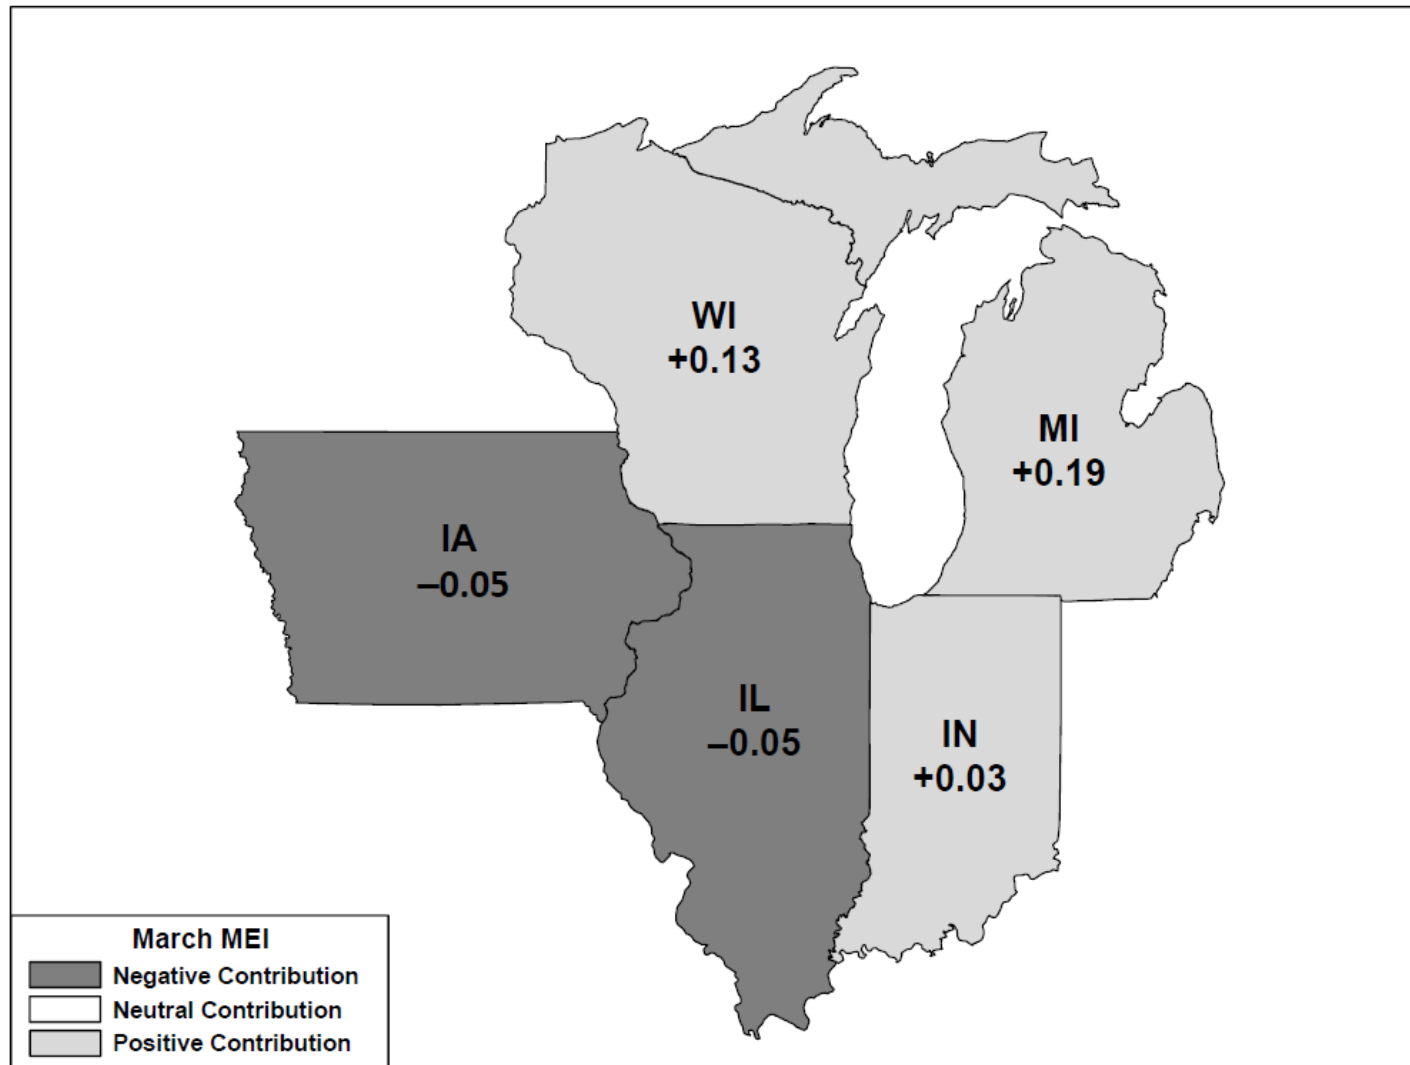 WI
+0.13
MI
+0.19
IA
–0.05
IL
–0.05
IN
+0.03
March MEI
Negative Contribution
Neutral Contribution
Positive Contribution